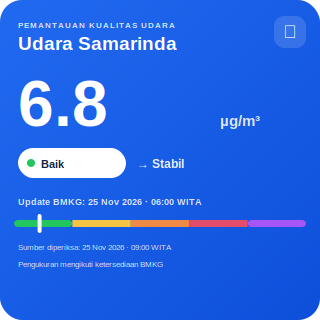 PEMANTAUAN KUALITAS UDARA
Udara Samarinda
6.8
µg/m³
Baik
→ Stabil
Update BMKG: 25 Nov 2026 · 06:00 WITA
Sumber diperiksa: 25 Nov 2026 · 09:00 WITA
Pengukuran mengikuti ketersediaan BMKG